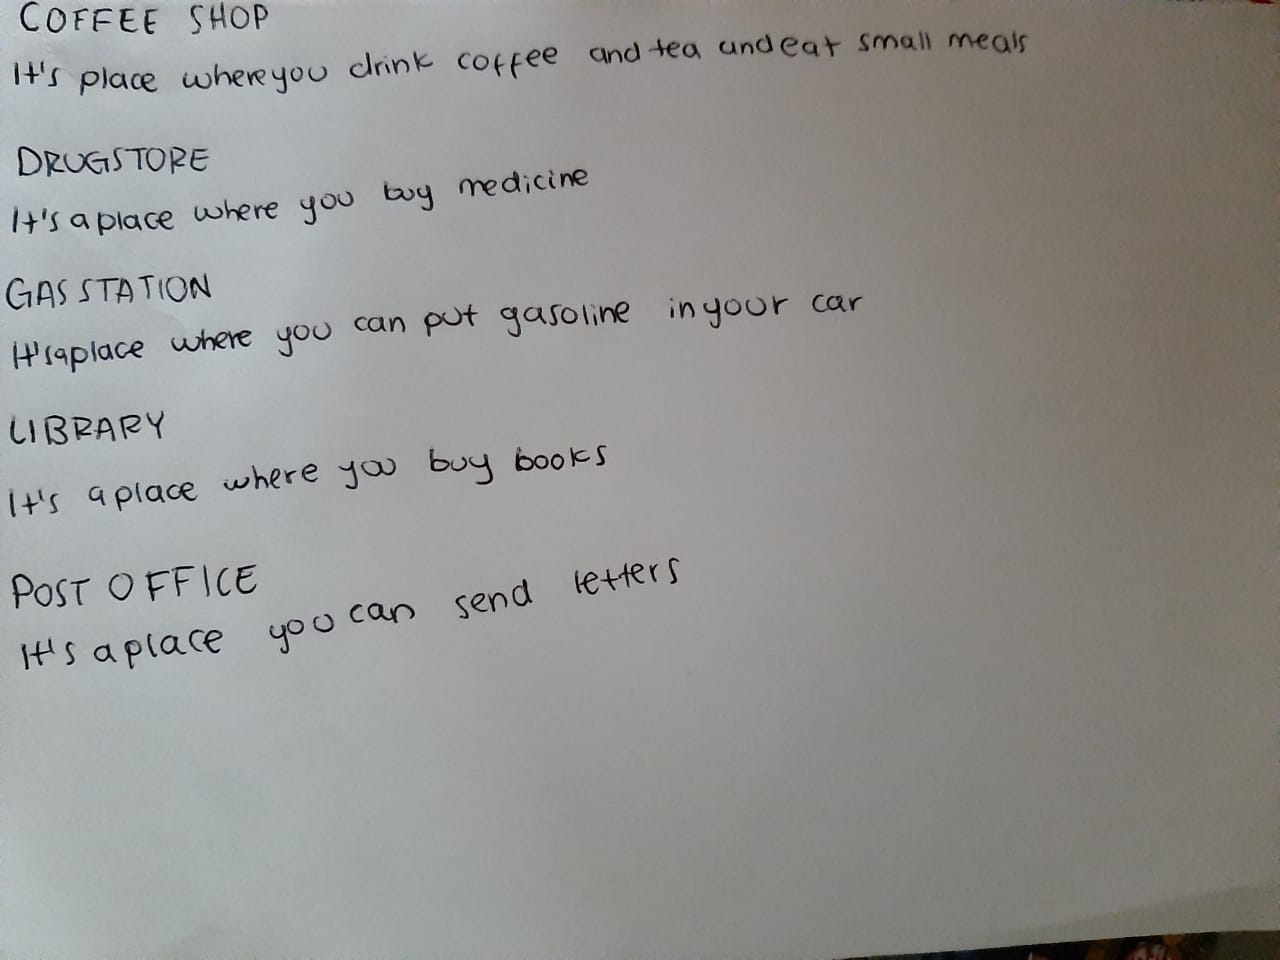 COFFEE SHOP
It's place where you drink coffee and tea and eat small meals
DRUGSTORE
It's a place where you buy medicine
GAS STATION
It's a place where you can put gasoline in your car
LIBRARY
It's a place where you buy books
POST OFFICE
It's a place you can send letters